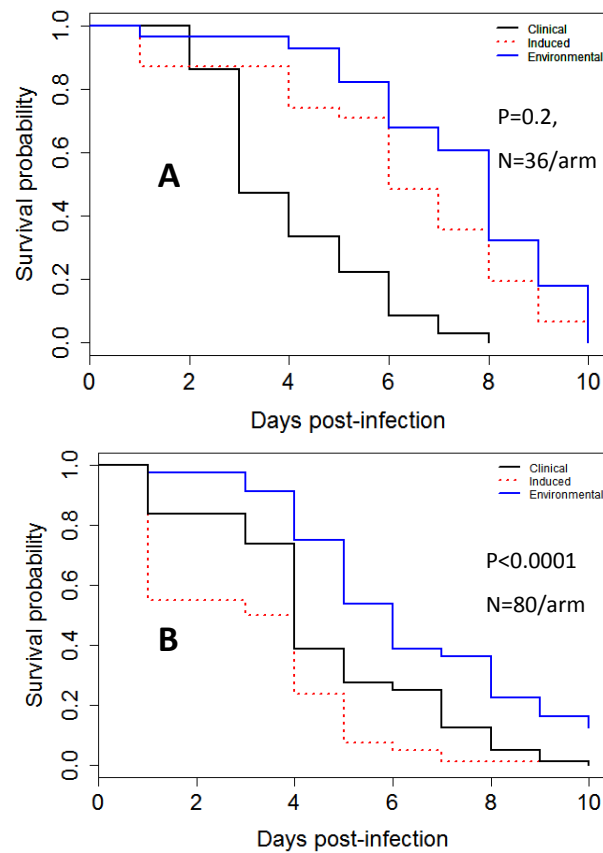 Clinical
Induced
Environmental
P=0.2,
N=36/arm
A
Survival probability
0.0 0.2 0.4 0.6 0.8 1.0
0 2 4 6 8 10
Days post-infection
Clinical
Induced
Environmental
P<0.0001
N=80/arm
B
Survival probability
0.0 0.2 0.4 0.6 0.8 1.0
0 2 4 6 8 10
Days post-infection